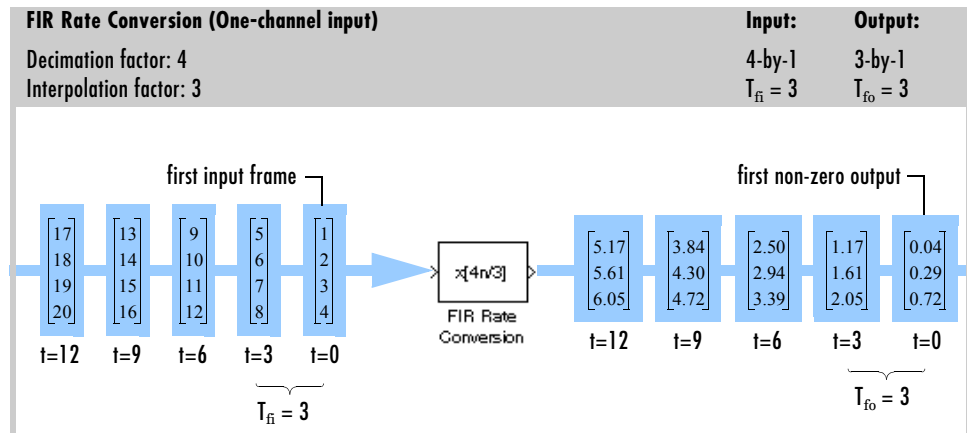 FIR Rate Conversion (One-channel input) Input: Output:
Decimation factor: 4 4-by-1 3-by-1
Interpolation factor: 3 T_fi = 3 T_fo = 3
first input frame first non-zero output
17 13 9 5 1
18 14 10 6 2
19 15 11 7 3
20 16 12 8 4
x[4n/3]
FIR Rate
Conversion
5.17 3.84 2.50 1.17 0.04
5.61 4.30 2.94 1.61 0.29
6.05 4.72 3.39 2.05 0.72
t=12 t=9 t=6 t=3 t=0
t=12 t=9 t=6 t=3 t=0
T_fi = 3
T_fo = 3